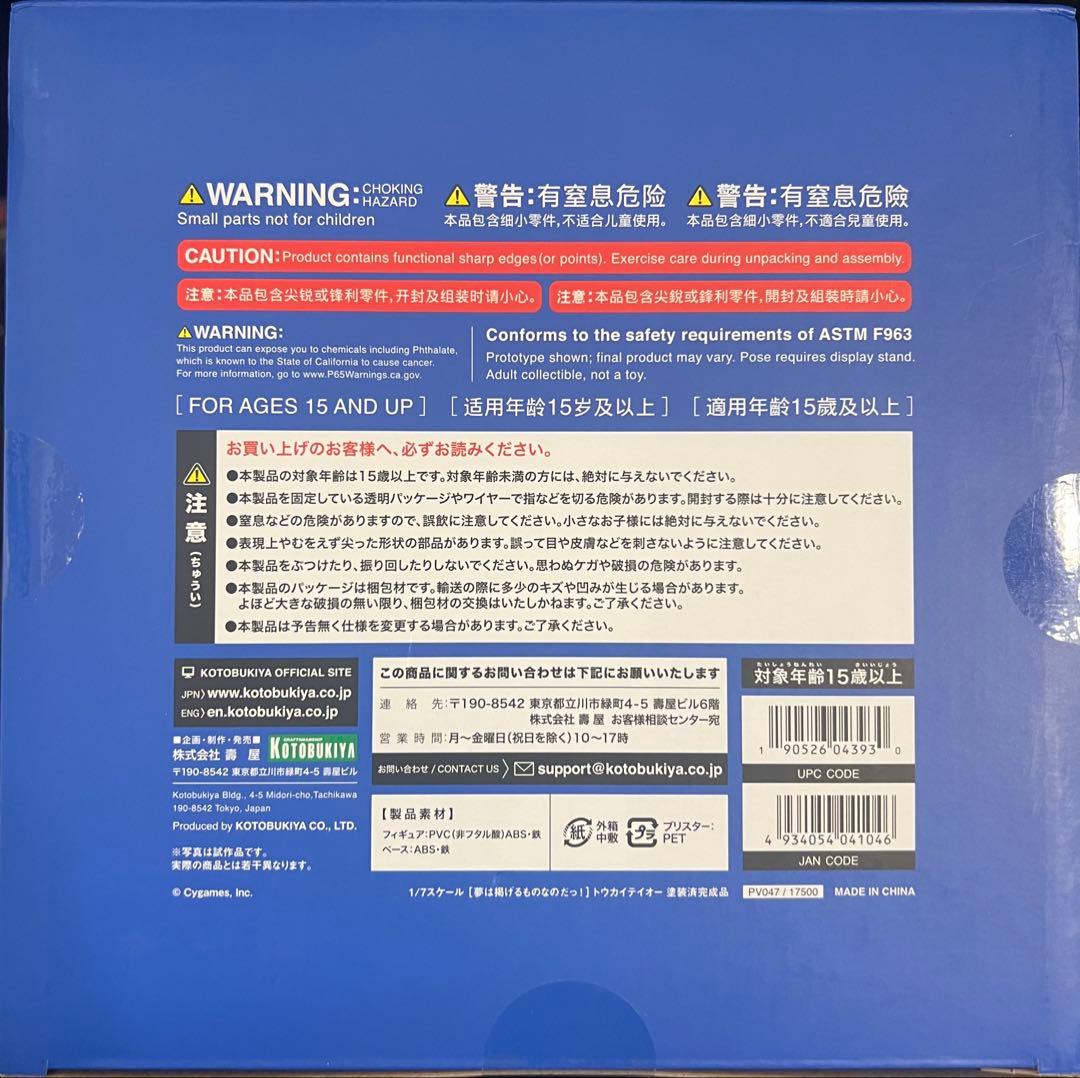 ⚠WARNING: CHOKING HAZARD
Small parts not for children
⚠警告:有窒息危险
本品包含细小零件,不适合儿童使用。
⚠警告:有窒息危險
本品包含細小零件,不適合兒童使用。
CAUTION: Product contains functional sharp edges(or points). Exercise care during unpacking and assembly.
注意:本品包含尖锐或锋利零件,开封及组装时请小心。
注意:本品包含尖銳或鋒利零件,開封及組裝時請小心。
⚠WARNING:
This product can expose you to chemicals including Phthalate,
which is known to the State of California to cause cancer.
For more information, go to www.P65Warnings.ca.gov.
Conforms to the safety requirements of ASTM F963
Prototype shown; final product may vary. Pose requires display stand.
Adult collectible, not a toy.
[ FOR AGES 15 AND UP ] [ 适用年龄15岁及以上 ] [ 適用年齡15歲及以上 ]
注意(ちゅうい)
お買い上げのお客様へ、必ずお読みください。
●本製品の対象年齢は15歳以上です。対象年齢未満の方には、絶対に与えないでください。
●本製品を固定している透明パッケージやワイヤーで指などを切る危険があります。開封する際は十分に注意してください。
●窒息などの危険がありますので、誤飲に注意してください。小さなお子様には絶対に与えないでください。
●表現上やむをえず尖った形状の部品があります。誤って目や皮膚などを刺さないように注意してください。
●本製品をぶつけたり、振り回したりしないでください。思わぬケガや破損の危険があります。
●本製品のパッケージは梱包材です。輸送の際に多少のキズや凹みが生じる場合があります。
よほど大きな破損の無い限り、梱包材の交換はいたしかねます。ご了承ください。
●本製品は予告無く仕様を変更する場合があります。ご了承ください。
KOTOBUKIYA OFFICIAL SITE
JPN〉www.kotobukiya.co.jp
ENG〉en.kotobukiya.co.jp
■企画・制作・発売■
株式会社 壽 屋
CRAFTSMANSHIP
KOTOBUKIYA
〒190-8542 東京都立川市緑町4-5 壽屋ビル
Kotobukiya Bldg., 4-5 Midori-cho,Tachikawa
190-8542 Tokyo, Japan
Produced by KOTOBUKIYA CO., LTD.
※写真は試作品です。
実際の商品とは若干異なります。
© Cygames, Inc.
この商品に関するお問い合わせは下記にお願いいたします
連絡先:〒190-8542 東京都立川市緑町4-5 壽屋ビル6階
株式会社 壽 屋 お客様相談センター宛
営業時間:月〜金曜日(祝日を除く)10〜17時
お問い合わせ / CONTACT US 〉 support@kotobukiya.co.jp
【製品素材】
フィギュア:PVC(非フタル酸)ABS・鉄
ベース:ABS・鉄
紙 外箱
中敷
プラ ブリスター:
PET
たいしょうねんれい さいいじょう
対象年齢15歳以上
1 90526 04393 0
UPC CODE
4 934054 041046
JAN CODE
1/7スケール [夢は掲げるものなのだっ!] トウカイテイオー 塗装済完成品
PV047 / 17500
MADE IN CHINA